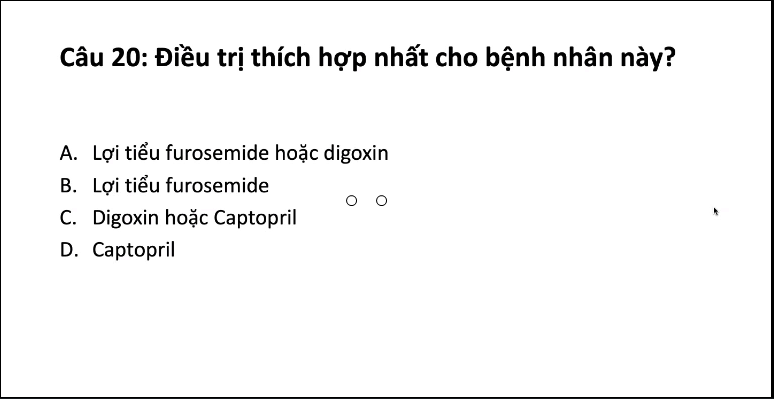 Câu 20: Điều trị thích hợp nhất cho bệnh nhân này?
A. Lợi tiểu furosemide hoặc digoxin
B. Lợi tiểu furosemide
C. Digoxin hoặc Captopril
D. Captopril